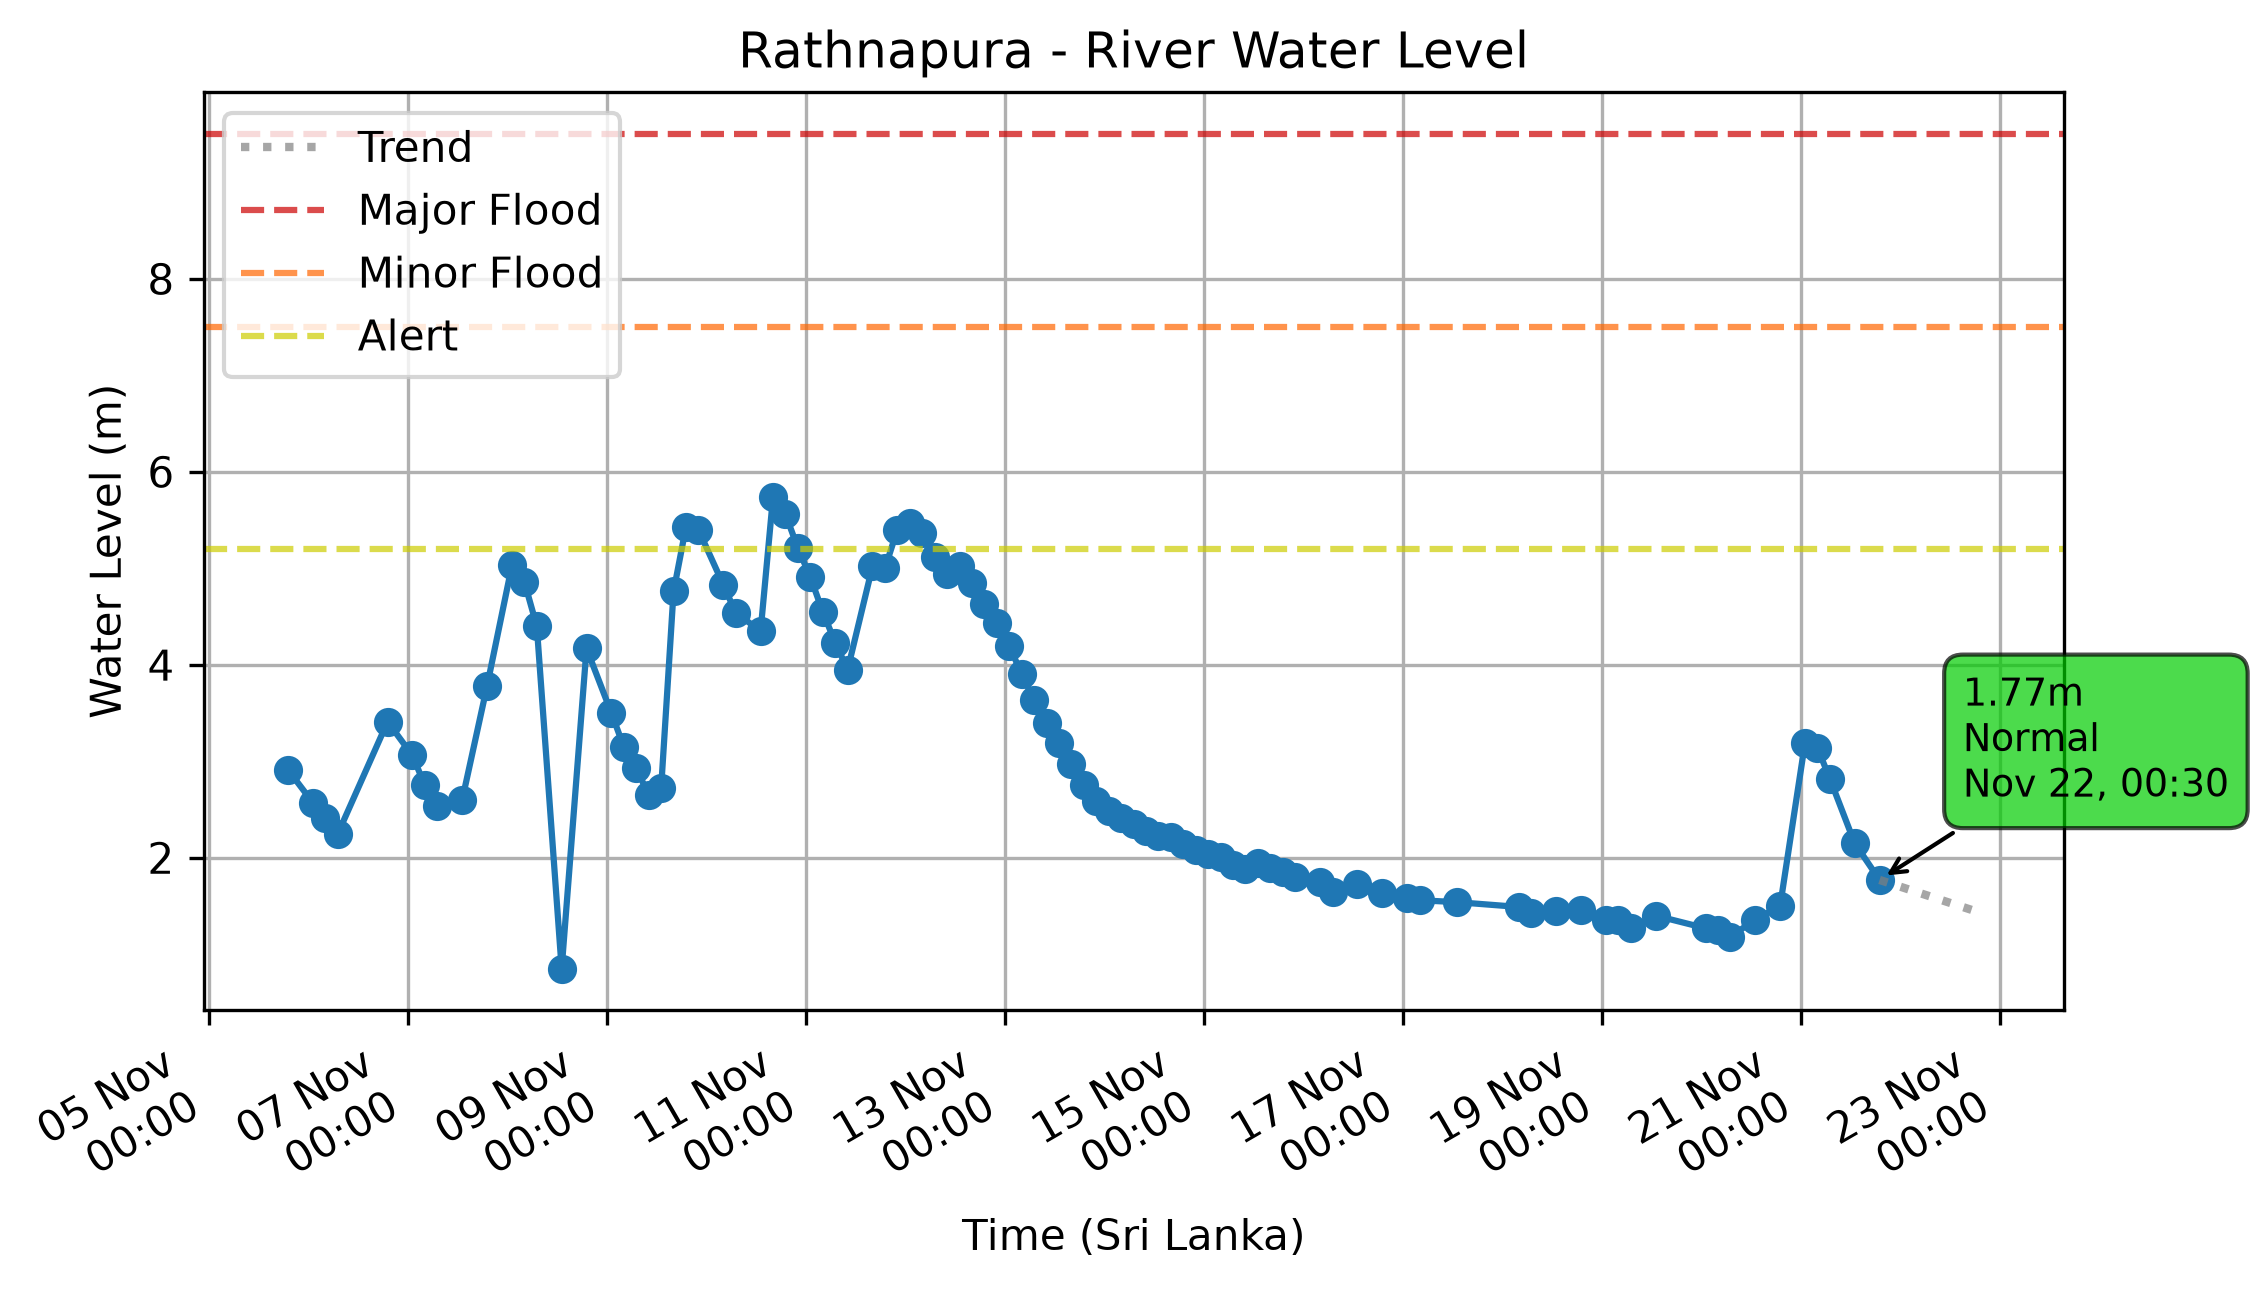 Rathnapura - River Water Level
Trend
Major Flood
Minor Flood
Alert
8
6
4
2
Water Level (m)
1.77m
Normal
Nov 22, 00:30
05 Nov
00:00
07 Nov
00:00
09 Nov
00:00
11 Nov
00:00
13 Nov
00:00
15 Nov
00:00
17 Nov
00:00
19 Nov
00:00
21 Nov
00:00
23 Nov
00:00
Time (Sri Lanka)